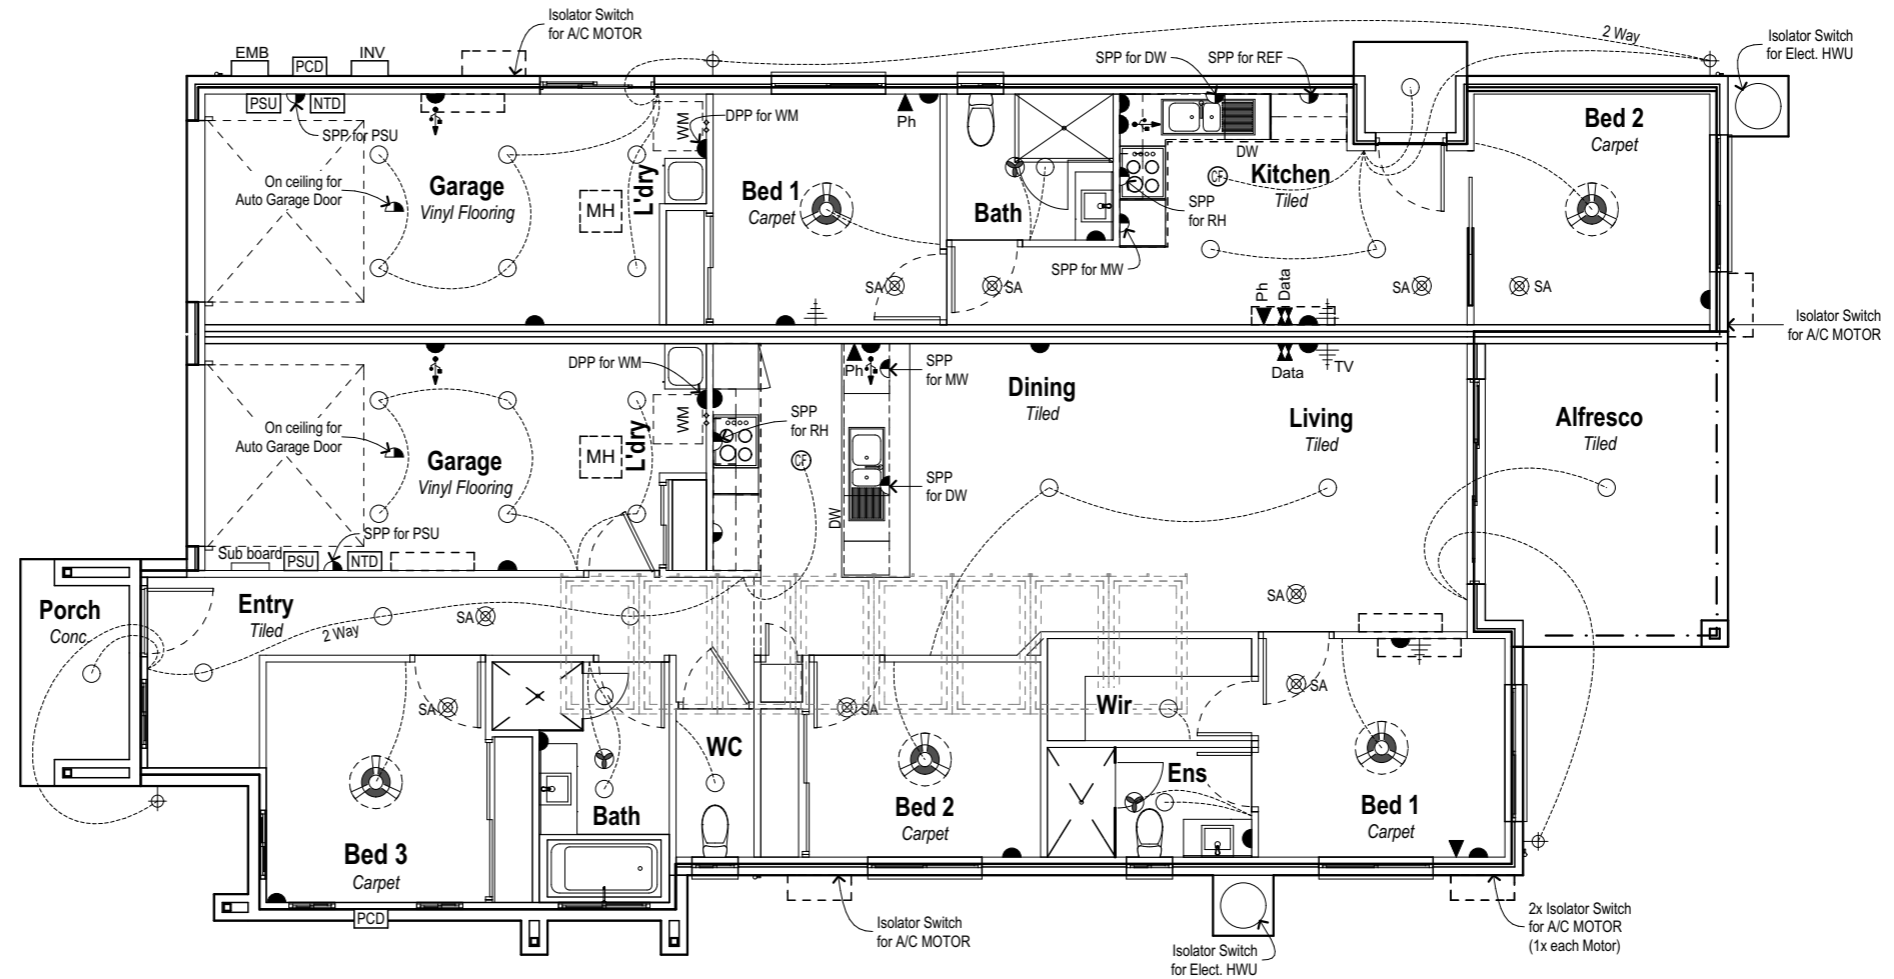 Isolator Switch
for A/C MOTOR
2 Way
Isolator Switch
for Elect. HWU
EMB
PCD
INV
SPP for DW
SPP for REF
PSU
NTD
SPP for PSU
WM
DPP for WM
Ph
DW
Bed 2
Carpet
On ceiling for
Auto Garage Door
Garage
Vinyl Flooring
MH
L'dry
Bed 1
Carpet
Bath
CF
Kitchen
Tiled
SPP
for RH
SPP for MW
SA
SA
SA
SA
Ph
Data
Isolator Switch
for A/C MOTOR
DPP for WM
Ph
SPP
for MW
Data
TV
Dining
Tiled
Living
Tiled
Alfresco
Tiled
On ceiling for
Auto Garage Door
Garage
Vinyl Flooring
MH
L'dry
WM
SPP
for RH
CF
SPP
for DW
DW
SPP for PSU
Sub board
PSU
NTD
Porch
Conc.
Entry
Tiled
2 Way
SA
SA
SA
SA
SA
Wir
WC
Bath
Ens
Bed 3
Carpet
Bed 2
Carpet
Bed 1
Carpet
PCD
Isolator Switch
for A/C MOTOR
Isolator Switch
for Elect. HWU
2x Isolator Switch
for A/C MOTOR
(1x each Motor)